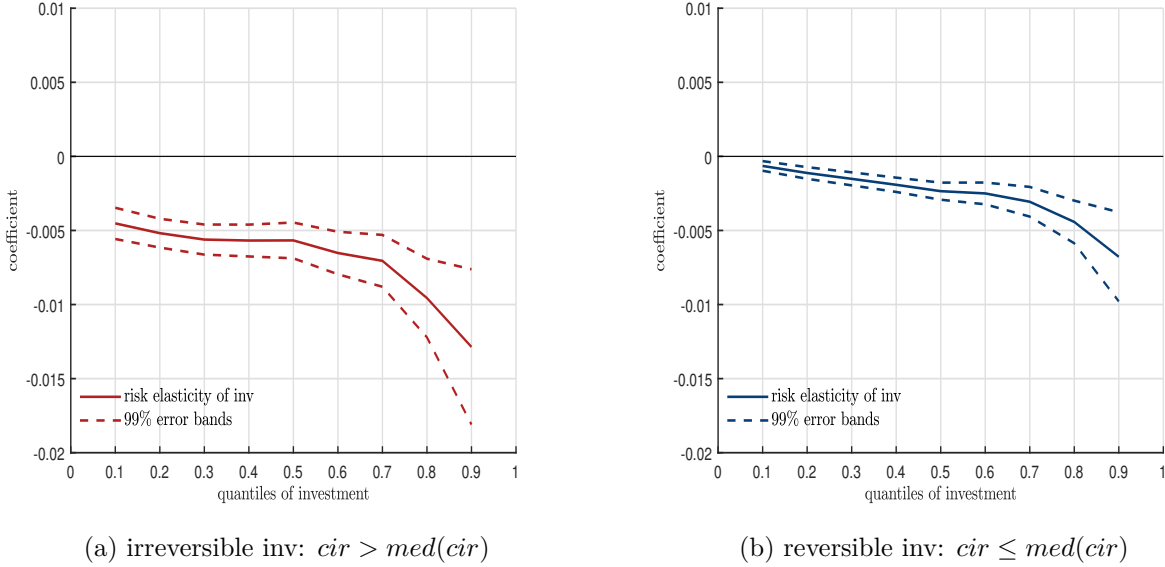 0.01
0.005
0
-0.005
-0.01
-0.015
-0.02
coefficient
risk elasticity of inv
99% error bands
0 0.1 0.2 0.3 0.4 0.5 0.6 0.7 0.8 0.9 1
quantiles of investment
(a) irreversible inv: cir > med(cir)
0.01
0.005
0
-0.005
-0.01
-0.015
-0.02
coefficient
risk elasticity of inv
99% error bands
0 0.1 0.2 0.3 0.4 0.5 0.6 0.7 0.8 0.9 1
quantiles of investment
(b) reversible inv: cir ≤ med(cir)